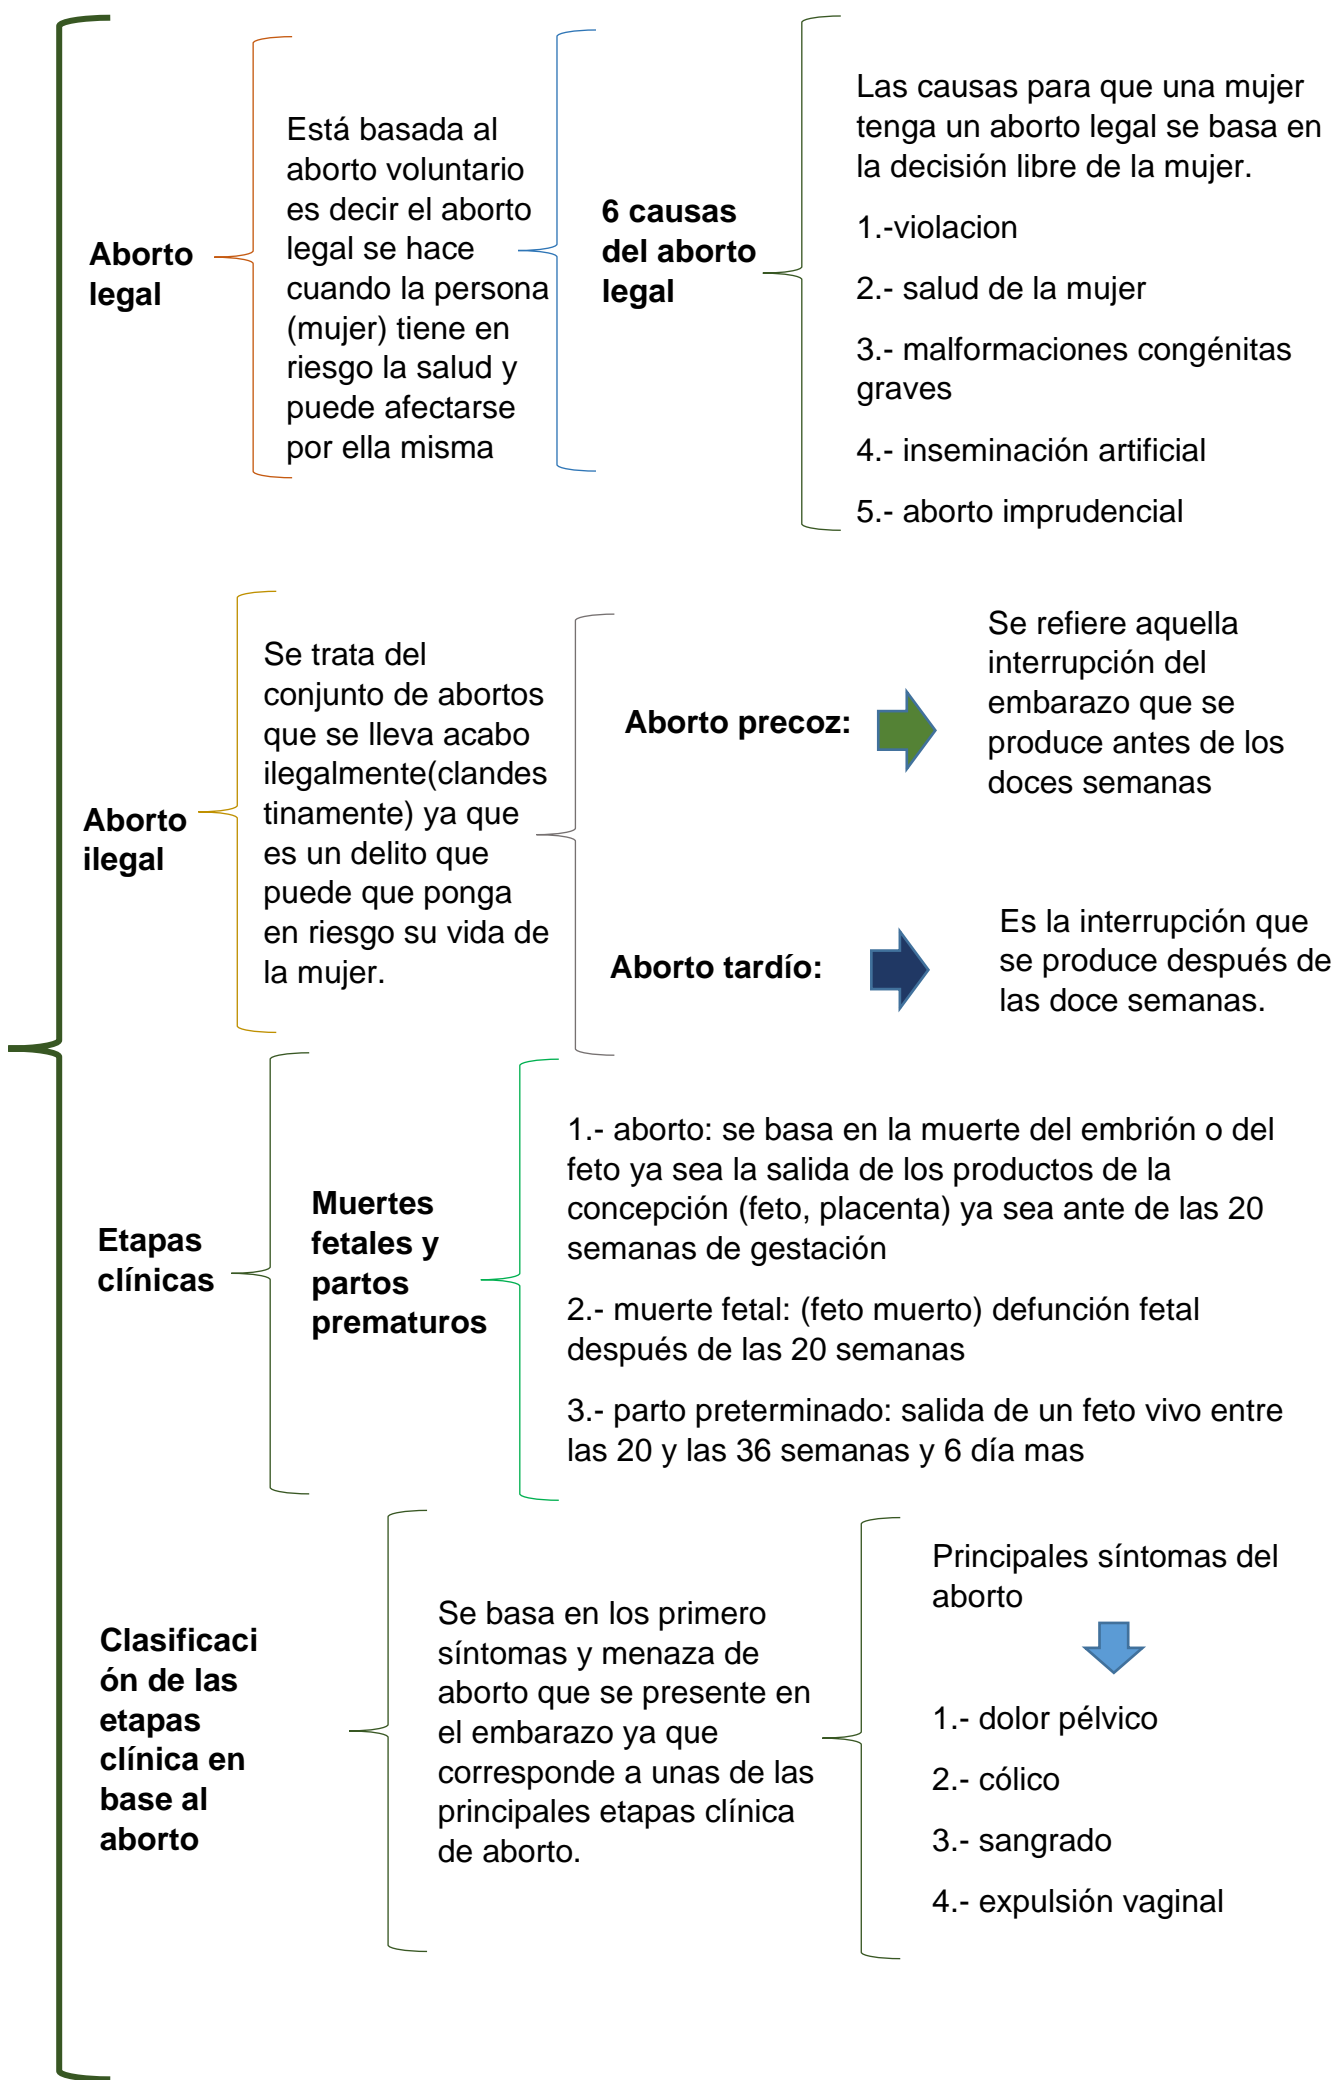 Aborto
legal
Está basada al
aborto voluntario
es decir el aborto
legal se hace
cuando la persona
(mujer) tiene en
riesgo la salud y
puede afectarse
por ella misma
6 causas
del aborto
legal
Las causas para que una mujer
tenga un aborto legal se basa en
la decisión libre de la mujer.
1.-violacion
2.- salud de la mujer
3.- malformaciones congénitas
graves
4.- inseminación artificial
5.- aborto imprudencial
Aborto
ilegal
Se trata del
conjunto de abortos
que se lleva acabo
ilegalmente(clandes
tinamente) ya que
es un delito que
puede que ponga
en riesgo su vida de
la mujer.
Aborto precoz:
Se refiere aquella
interrupción del
embarazo que se
produce antes de los
doces semanas
Aborto tardío:
Es la interrupción que
se produce después de
las doce semanas.
Etapas
clínicas
Muertes
fetales y
partos
prematuros
1.- aborto: se basa en la muerte del embrión o del
feto ya sea la salida de los productos de la
concepción (feto, placenta) ya sea ante de las 20
semanas de gestación
2.- muerte fetal: (feto muerto) defunción fetal
después de las 20 semanas
3.- parto preterminado: salida de un feto vivo entre
las 20 y las 36 semanas y 6 día mas
Clasificaci
ón de las
etapas
clínica en
base al
aborto
Se basa en los primero
síntomas y menaza de
aborto que se presente en
el embarazo ya que
corresponde a unas de las
principales etapas clínica
de aborto.
Principales síntomas del
aborto
1.- dolor pélvico
2.- cólico
3.- sangrado
4.- expulsión vaginal